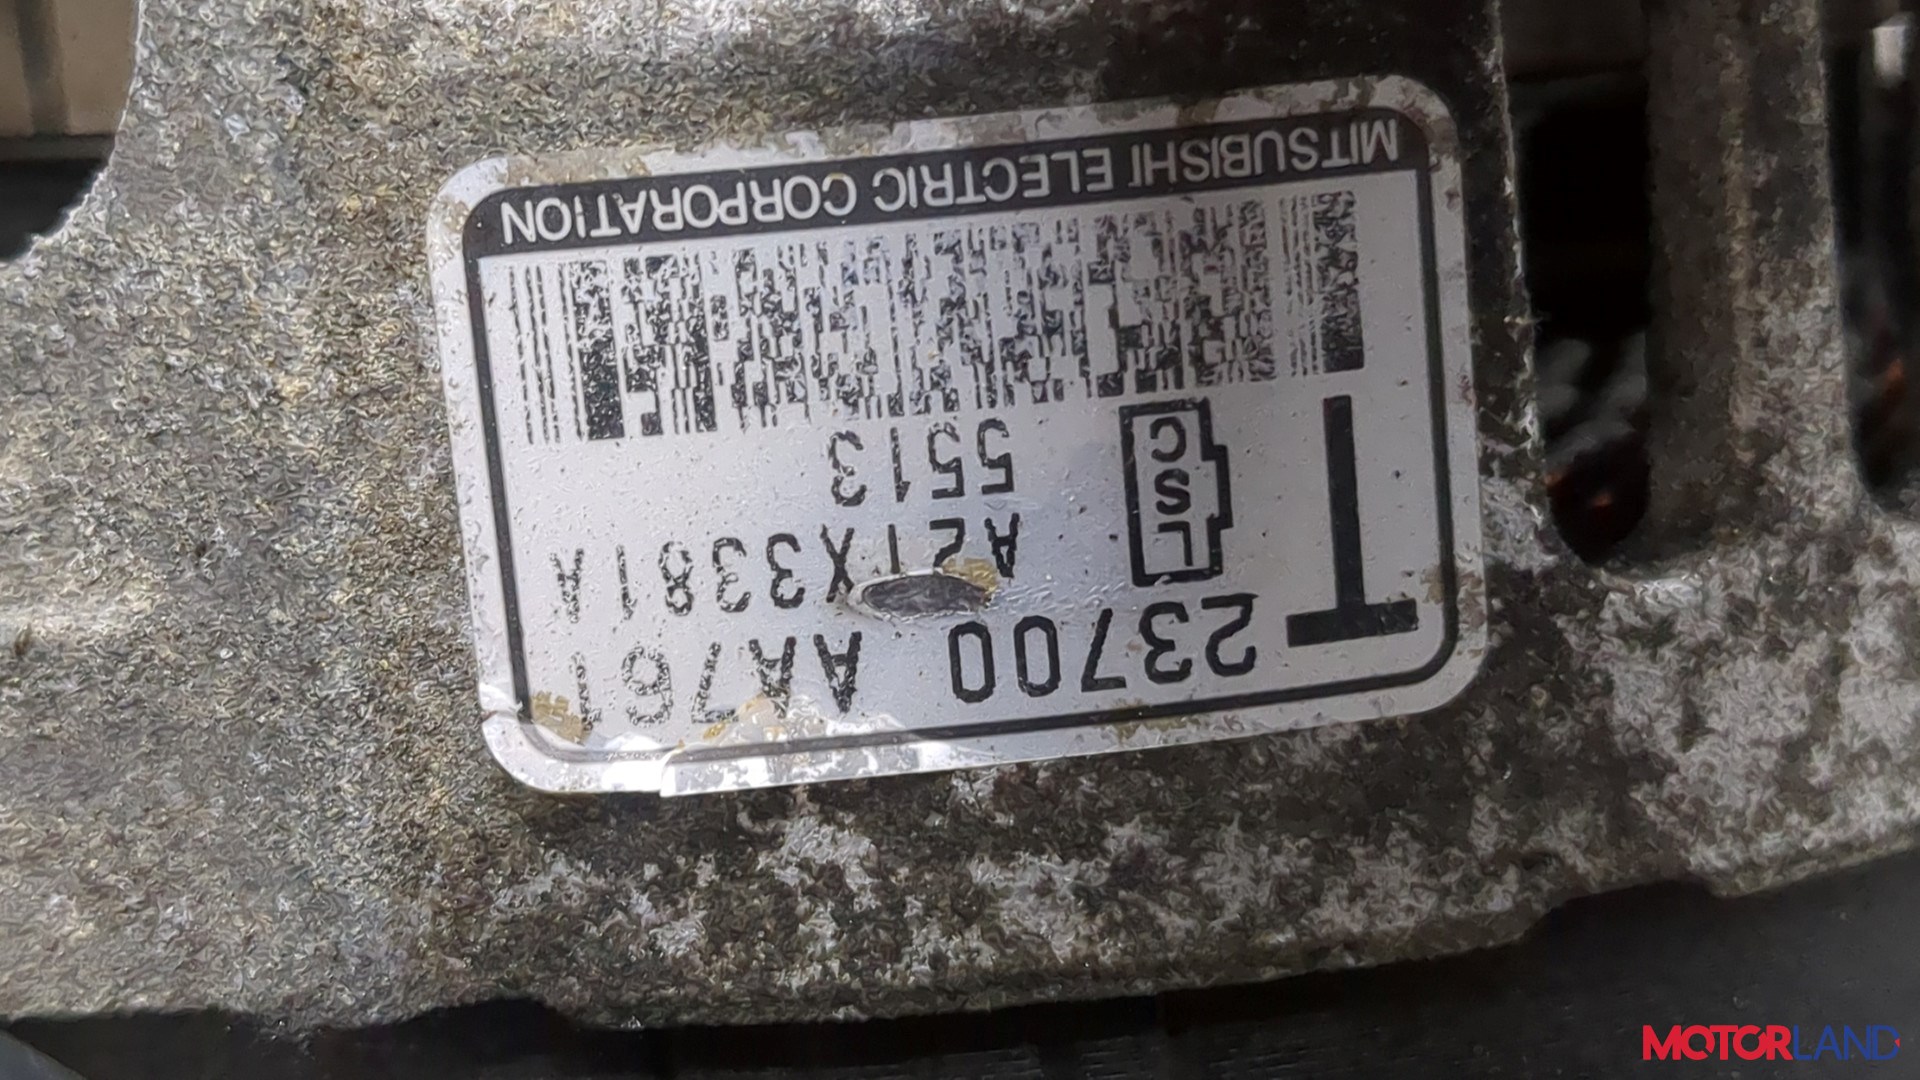 T 23700 AA761
A2TX3381A
LSC 5513
MITSUBISHI ELECTRIC CORPORATION
MOTORLAND